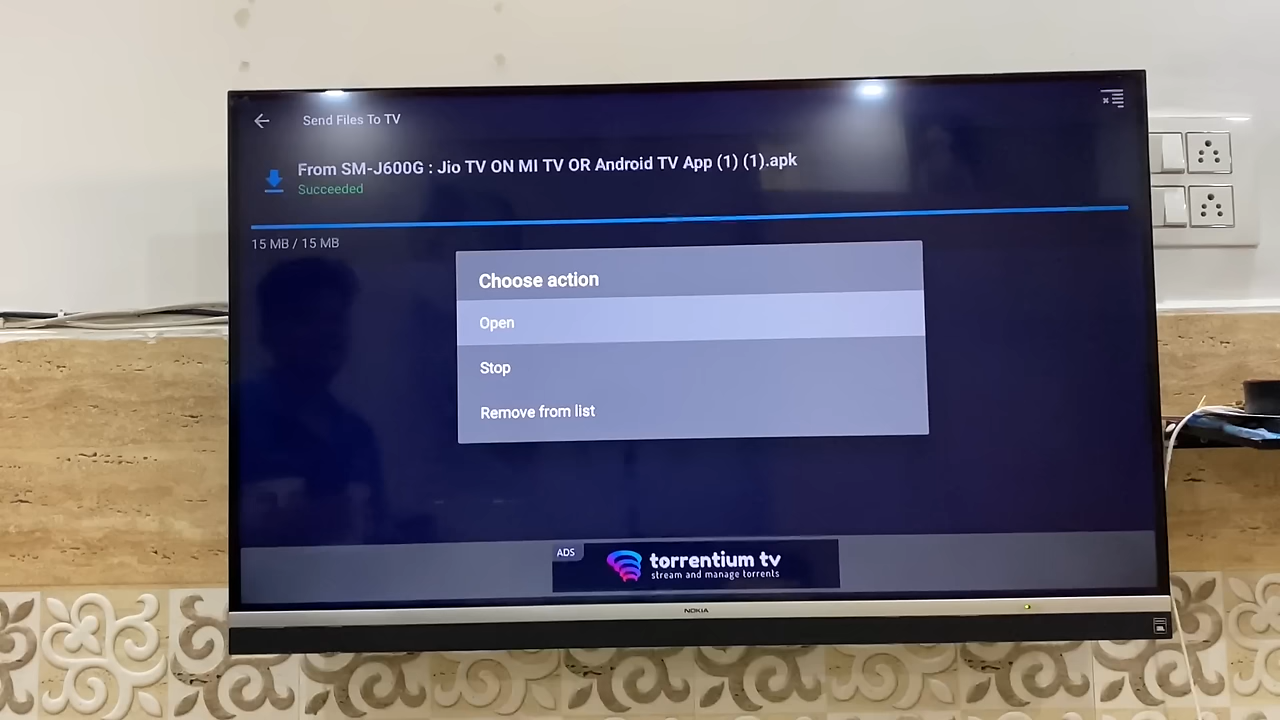 Send Files To TV
From SM-J600G : Jio TV ON MI TV OR Android TV App (1) (1).apk
Succeeded
15 MB / 15 MB
Choose action
Open
Stop
Remove from list
ADS
torrentium tv
stream and manage torrents
NOKIA
JBL